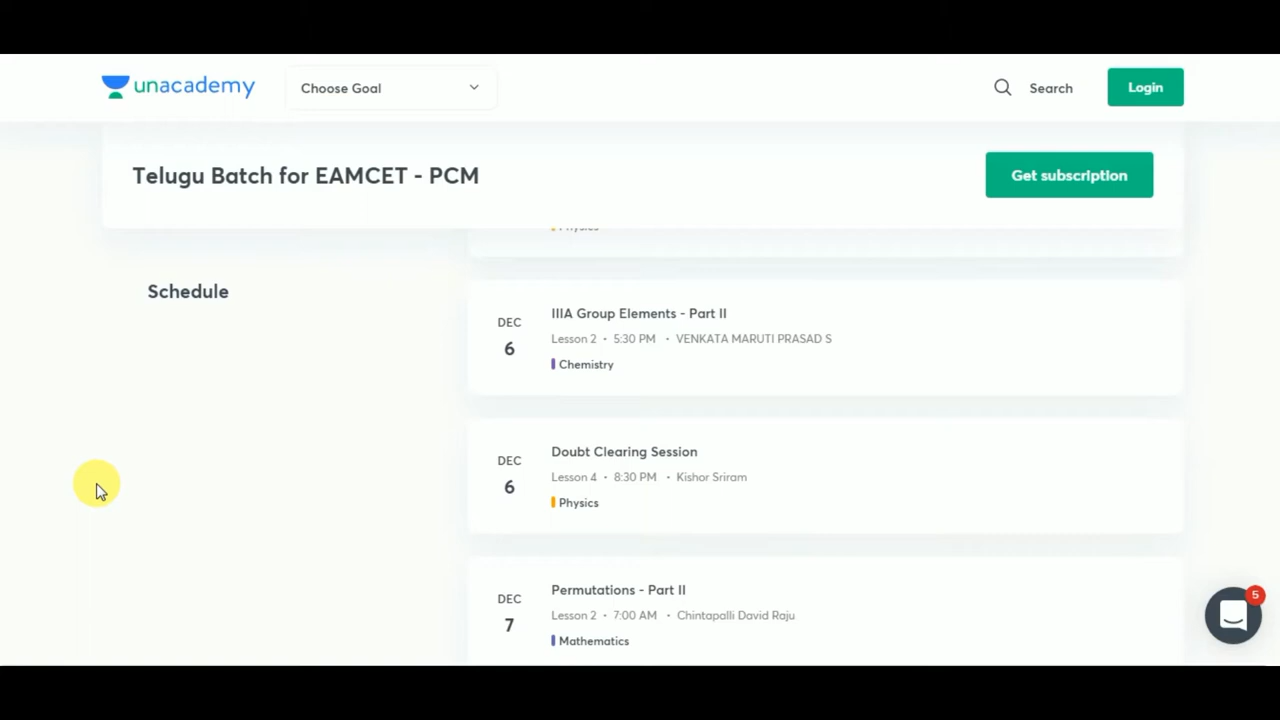 unacademy
Choose Goal
Search
Login
Telugu Batch for EAMCET - PCM
Get subscription
Physics
Schedule
DEC
6
IIIA Group Elements - Part II
Lesson 2 • 5:30 PM • VENKATA MARUTI PRASAD S
Chemistry
DEC
6
Doubt Clearing Session
Lesson 4 • 8:30 PM • Kishor Sriram
Physics
DEC
7
Permutations - Part II
Lesson 2 • 7:00 AM • Chintapalli David Raju
Mathematics
5